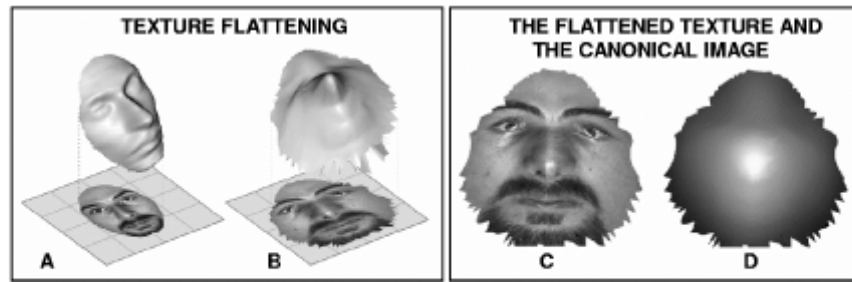 TEXTURE FLATTENING
A
B
THE FLATTENED TEXTURE AND
THE CANONICAL IMAGE
C
D